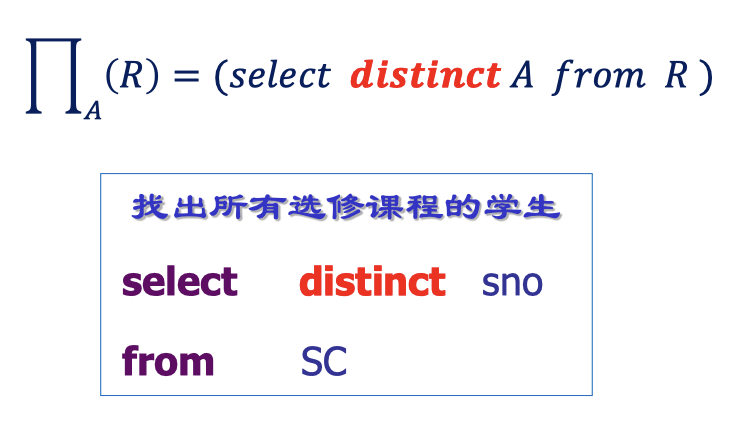 ∏A(R) = (select distinct A from R )
找出所有选修课程的学生
select distinct sno
from SC